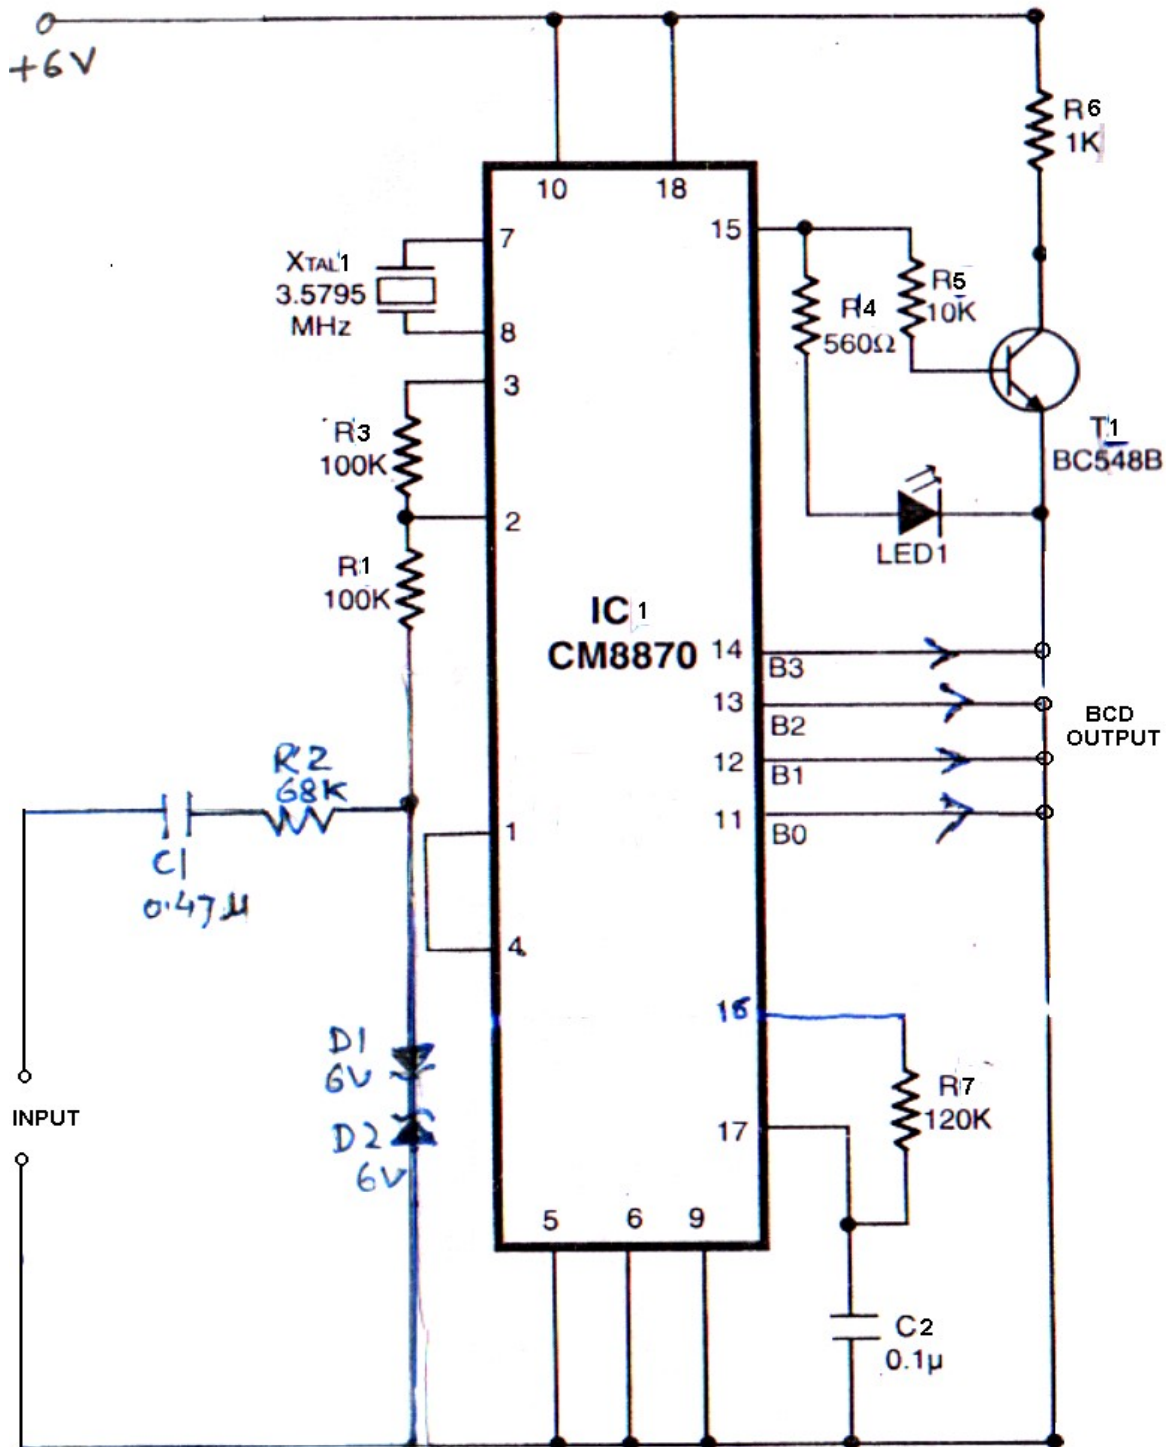 +6V
10
18
R6
1K
7
15
XTAL1
3.5795
MHz
R5
10K
R4
560Ω
8
3
T1
BC548B
R3
100K
2
LED1
R1
100K
IC1
CM8870
14
B3
13
B2
BCD
OUTPUT
12
B1
11
B0
R2
68K
C1
0.47µ
1
4
16
D1
6V
R7
120K
INPUT
17
D2
6V
5
6
9
C2
0.1µ